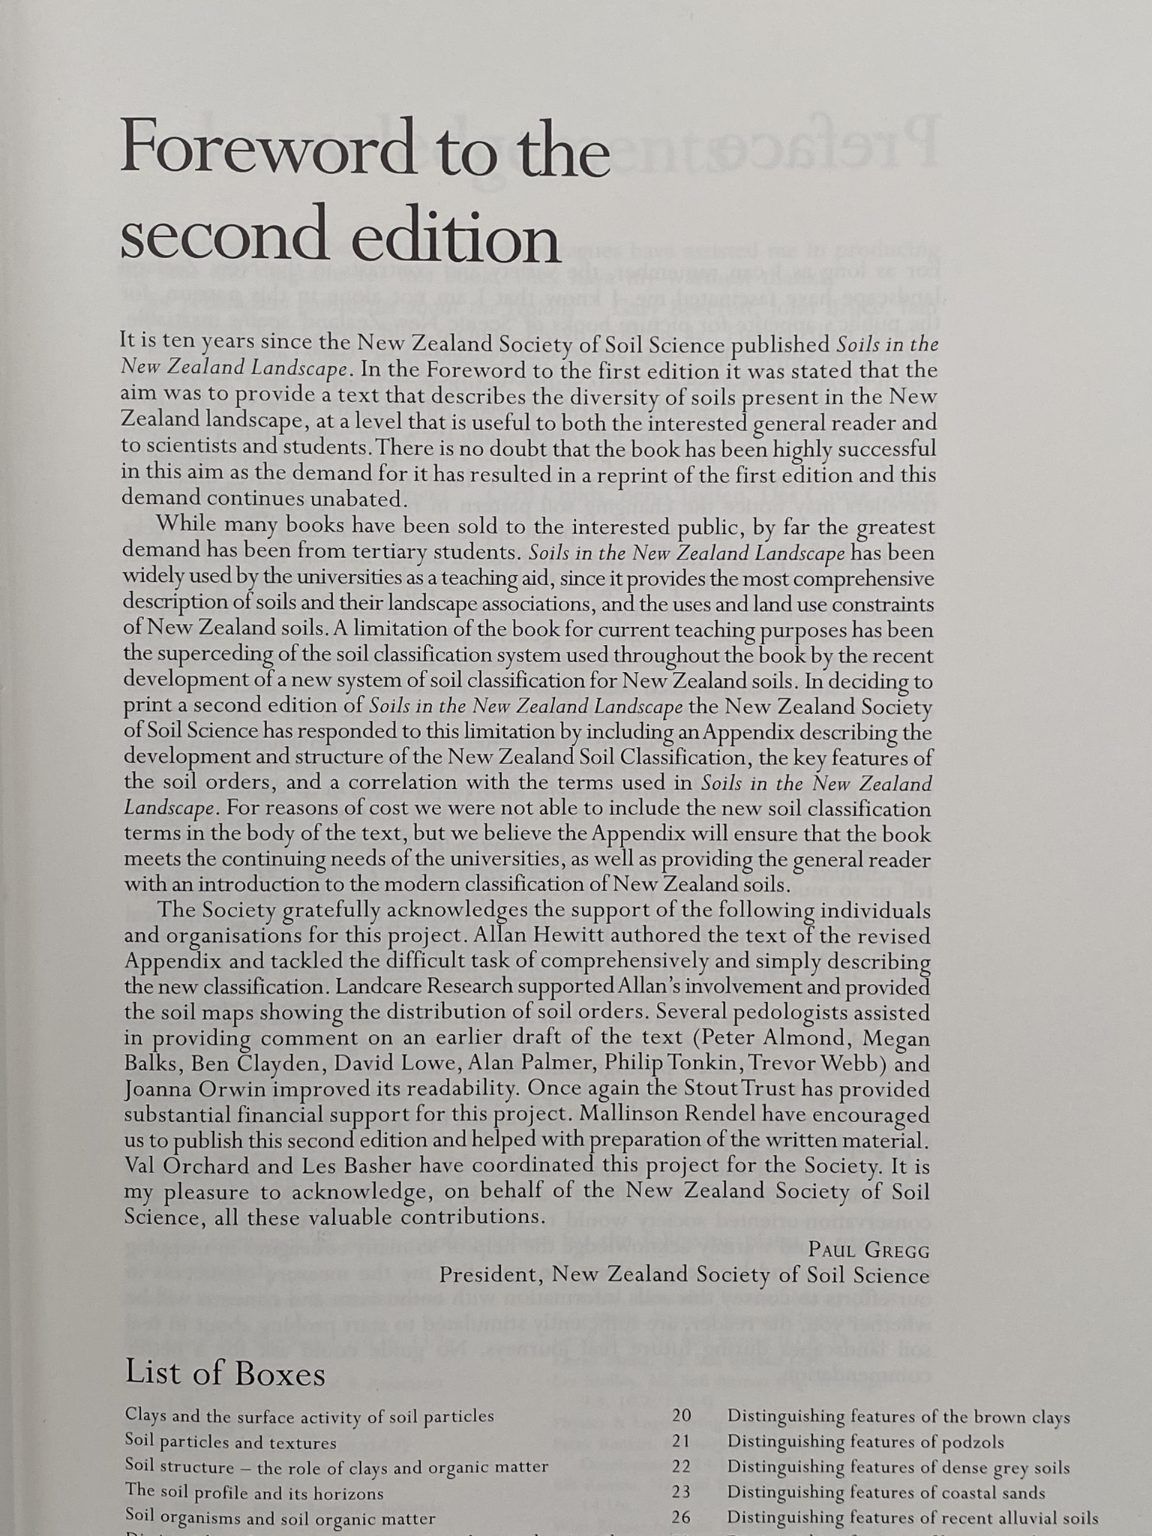 Foreword to the
second edition
It is ten years since the New Zealand Society of Soil Science published Soils in the
New Zealand Landscape. In the Foreword to the first edition it was stated that the
aim was to provide a text that describes the diversity of soils present in the New
Zealand landscape, at a level that is useful to both the interested general reader and
to scientists and students. There is no doubt that the book has been highly successful
in this aim as the demand for it has resulted in a reprint of the first edition and this
demand continues unabated.
While many books have been sold to the interested public, by far the greatest
demand has been from tertiary students. Soils in the New Zealand Landscape has been
widely used by the universities as a teaching aid, since it provides the most comprehensive
description of soils and their landscape associations, and the uses and land use constraints
of New Zealand soils. A limitation of the book for current teaching purposes has been
the superceding of the soil classification system used throughout the book by the recent
development of a new system of soil classification for New Zealand soils. In deciding to
print a second edition of Soils in the New Zealand Landscape the New Zealand Society
of Soil Science has responded to this limitation by including an Appendix describing the
development and structure of the New Zealand Soil Classification, the key features of
the soil orders, and a correlation with the terms used in Soils in the New Zealand
Landscape. For reasons of cost we were not able to include the new soil classification
terms in the body of the text, but we believe the Appendix will ensure that the book
meets the continuing needs of the universities, as well as providing the general reader
with an introduction to the modern classification of New Zealand soils.
The Society gratefully acknowledges the support of the following individuals
and organisations for this project. Allan Hewitt authored the text of the revised
Appendix and tackled the difficult task of comprehensively and simply describing
the new classification. Landcare Research supported Allan's involvement and provided
the soil maps showing the distribution of soil orders. Several pedologists assisted
in providing comment on an earlier draft of the text (Peter Almond, Megan
Balks, Ben Clayden, David Lowe, Alan Palmer, Philip Tonkin, Trevor Webb) and
Joanna Orwin improved its readability. Once again the Stout Trust has provided
substantial financial support for this project. Mallinson Rendel have encouraged
us to publish this second edition and helped with preparation of the written material.
Val Orchard and Les Basher have coordinated this project for the Society. It is
my pleasure to acknowledge, on behalf of the New Zealand Society of Soil
Science, all these valuable contributions.
PAUL GREGG
President, New Zealand Society of Soil Science
List of Boxes
Clays and the surface activity of soil particles 20
Soil particles and textures 21
Soil structure – the role of clays and organic matter 22
The soil profile and its horizons 23
Soil organisms and soil organic matter 26
Distinguishing features of the brown clays
Distinguishing features of podzols
Distinguishing features of dense grey soils
Distinguishing features of coastal sands
Distinguishing features of recent alluvial soils